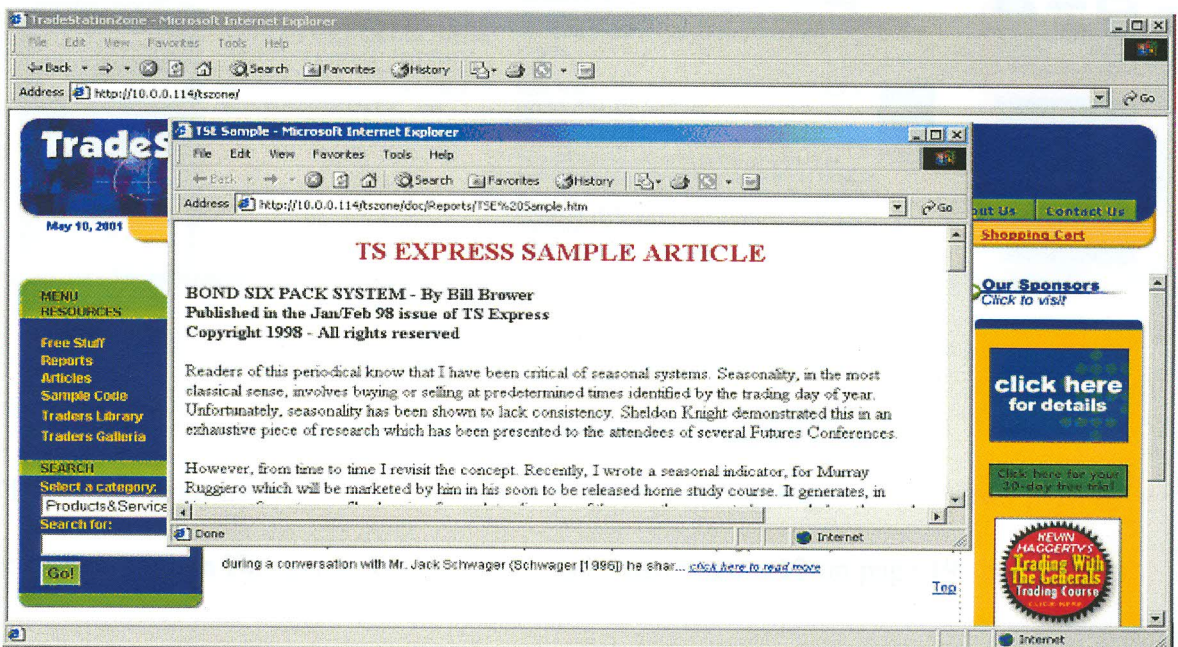 TradeStationZone - Microsoft Internet Explorer
File Edit View Favorites Tools Help
Back Search Favorites History
Address http://10.0.0.114/tszone/ Go
TradeS
May 10, 2001
out Us Contact Us
Shopping Cart
MENU
RESOURCES
Free Stuff
Reports
Articles
Sample Code
Traders Library
Traders Galleria
SEARCH
Select a category:
Products&Service
Search for:
Go!
TSE Sample - Microsoft Internet Explorer
File Edit View Favorites Tools Help
Back Search Favorites History
Address http://10.0.0.114/tszone/doc/Reports/TSE%20Sample.htm Go
TS EXPRESS SAMPLE ARTICLE
BOND SIX PACK SYSTEM - By Bill Brower
Published in the Jan/Feb 98 issue of TS Express
Copyright 1998 - All rights reserved
Readers of this periodical know that I have been critical of seasonal systems. Seasonality, in the most
classical sense, involves buying or selling at predetermined times identified by the trading day of year.
Unfortunately, seasonality has been shown to lack consistency. Sheldon Knight demonstrated this in an
exhaustive piece of research which has been presented to the attendees of several Futures Conferences.
However, from time to time I revisit the concept. Recently, I wrote a seasonal indicator, for Murray
Ruggiero which will be marketed by him in his soon to be released home study course. It generates, in
Done Internet
during a conversation with Mr. Jack Schwager (Schwager [1996]) he shar... click here to read more
Top
Our Sponsors
Click to visit
click here
for details
Click here for your
30-day free trial
KEVIN
HAGGERTY'S
Trading With
The Generals
Trading Course
CLICK HERE
Internet